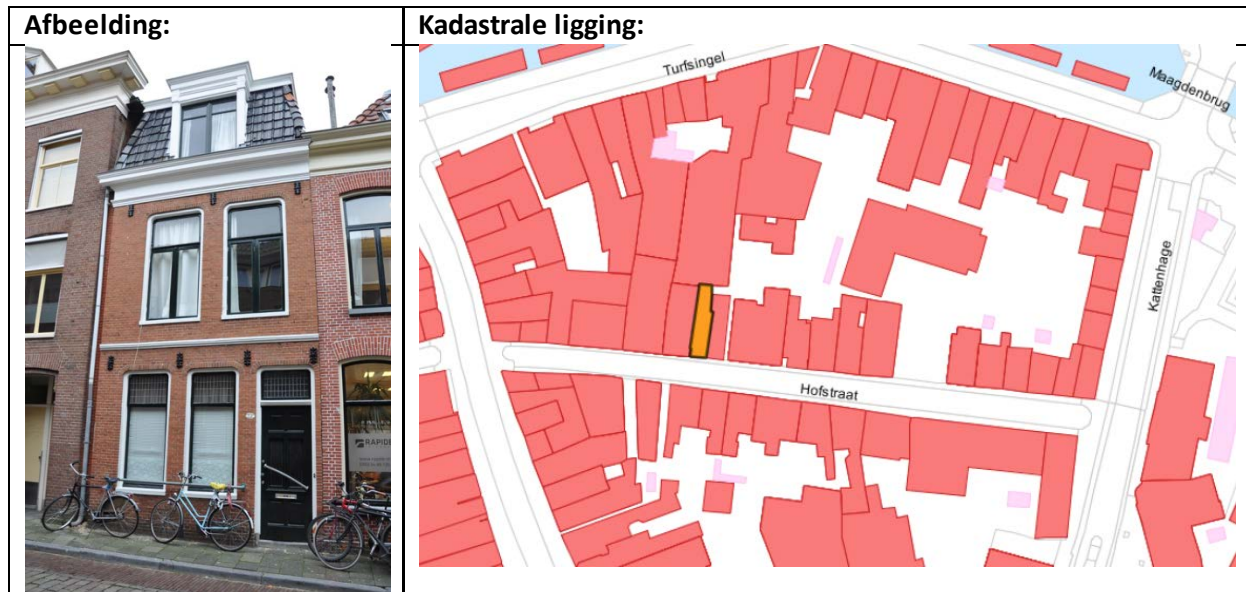 Afbeelding:
Kadastrale ligging:
Turfsingel
Maagdenbrug
Kattenhage
Hofstraat
RAPIDE